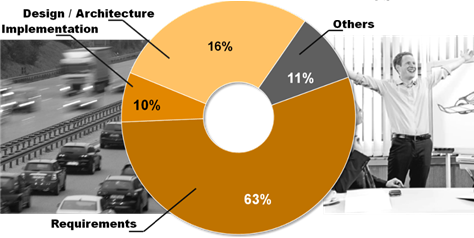 Design / Architecture
Implementation
Others
16%
11%
10%
63%
Requirements